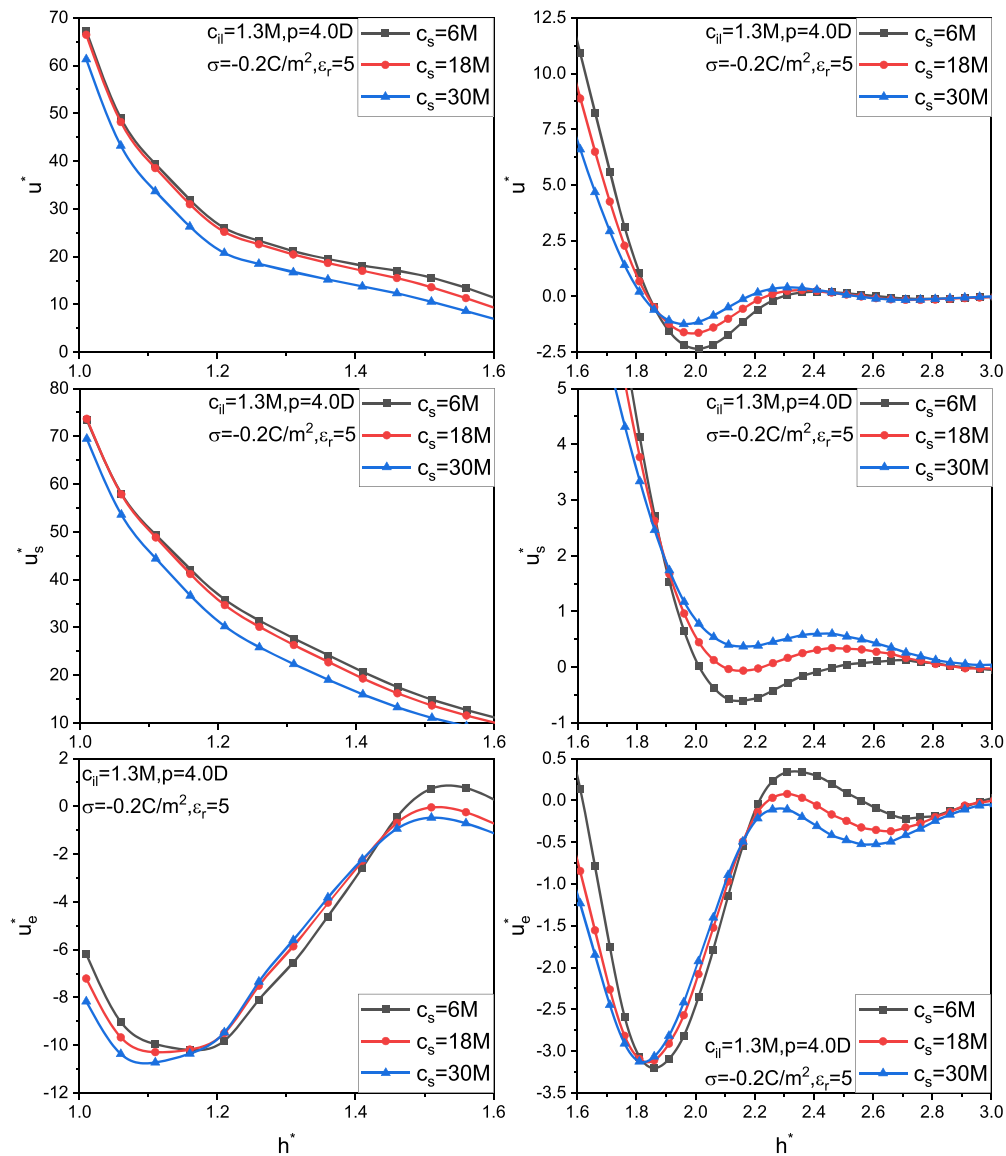 c_il=1.3M,p=4.0D
σ=-0.2C/m²,ε_r=5
c_s=6M
c_s=18M
c_s=30M
u*
70
60
50
40
30
20
10
0
1.0 1.2 1.4 1.6
c_il=1.3M,p=4.0D
σ=-0.2C/m²,ε_r=5
c_s=6M
c_s=18M
c_s=30M
u*
12.5
10.0
7.5
5.0
2.5
0.0
-2.5
1.6 1.8 2.0 2.2 2.4 2.6 2.8 3.0
c_il=1.3M,p=4.0D
σ=-0.2C/m²,ε_r=5
c_s=6M
c_s=18M
c_s=30M
u_s*
80
70
60
50
40
30
20
10
1.0 1.2 1.4 1.6
c_il=1.3M,p=4.0D
σ=-0.2C/m²,ε_r=5
c_s=6M
c_s=18M
c_s=30M
u_s*
5
4
3
2
1
0
-1
1.6 1.8 2.0 2.2 2.4 2.6 2.8 3.0
c_il=1.3M,p=4.0D
σ=-0.2C/m²,ε_r=5
c_s=6M
c_s=18M
c_s=30M
u_e*
2
0
-2
-4
-6
-8
-10
-12
1.0 1.2 1.4 1.6
h*
c_s=6M
c_s=18M
c_s=30M
c_il=1.3M,p=4.0D
σ=-0.2C/m²,ε_r=5
u_e*
0.5
0.0
-0.5
-1.0
-1.5
-2.0
-2.5
-3.0
-3.5
1.6 1.8 2.0 2.2 2.4 2.6 2.8 3.0
h*